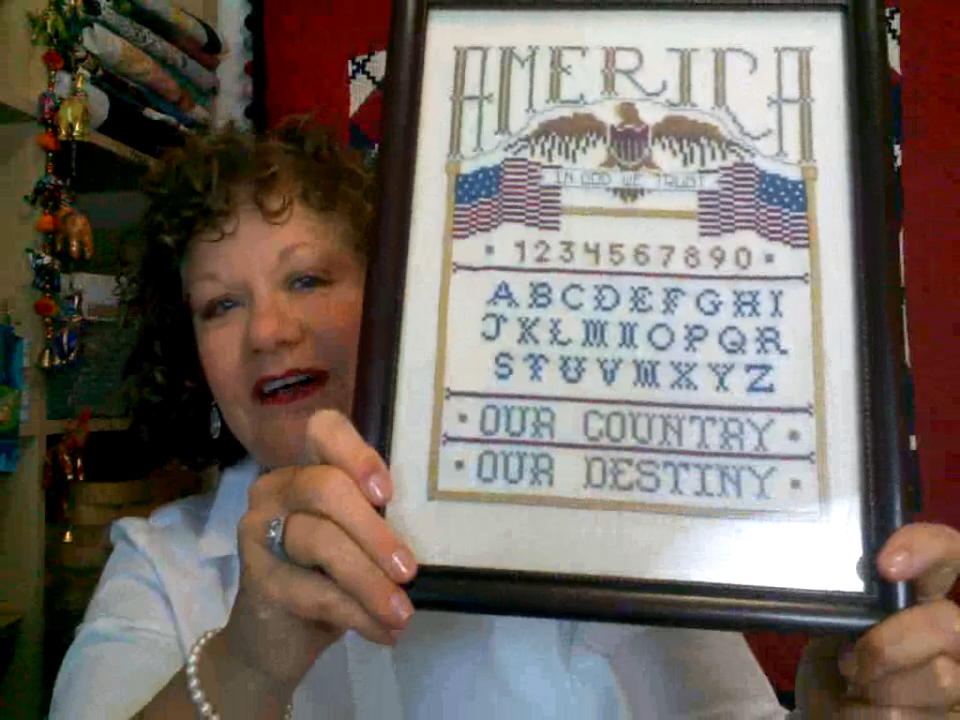 AMERICA
IN GOD WE TRUST
1234567890
ABCDEFGHI
JKLMNOPQR
STUVWXYZ
OUR COUNTRY
OUR DESTINY